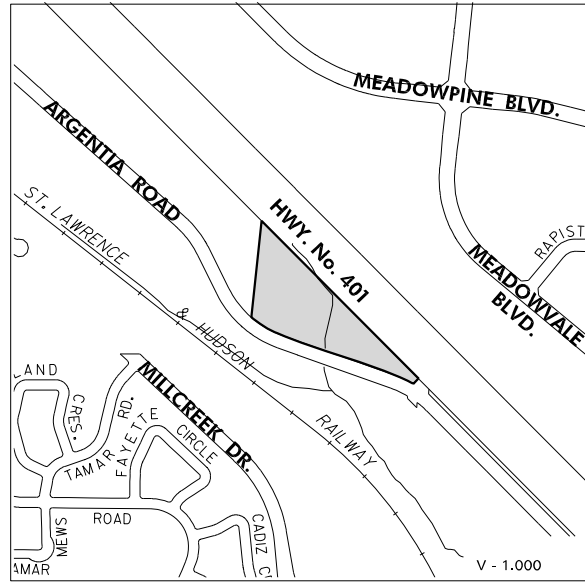 MEADOWPINE BLVD.
ARGENTIA ROAD
ST. LAWRENCE
& HUDSON
RAILWAY
HWY. No. 401
RAPIST
MEADOWVALE
BLVD.
LAND
CRES.
TAMAR
RD.
FAYETTE
CIRCLE
MILLCREEK DR.
ROAD
MEWS
AMAR
CADIZ C
V - 1.000